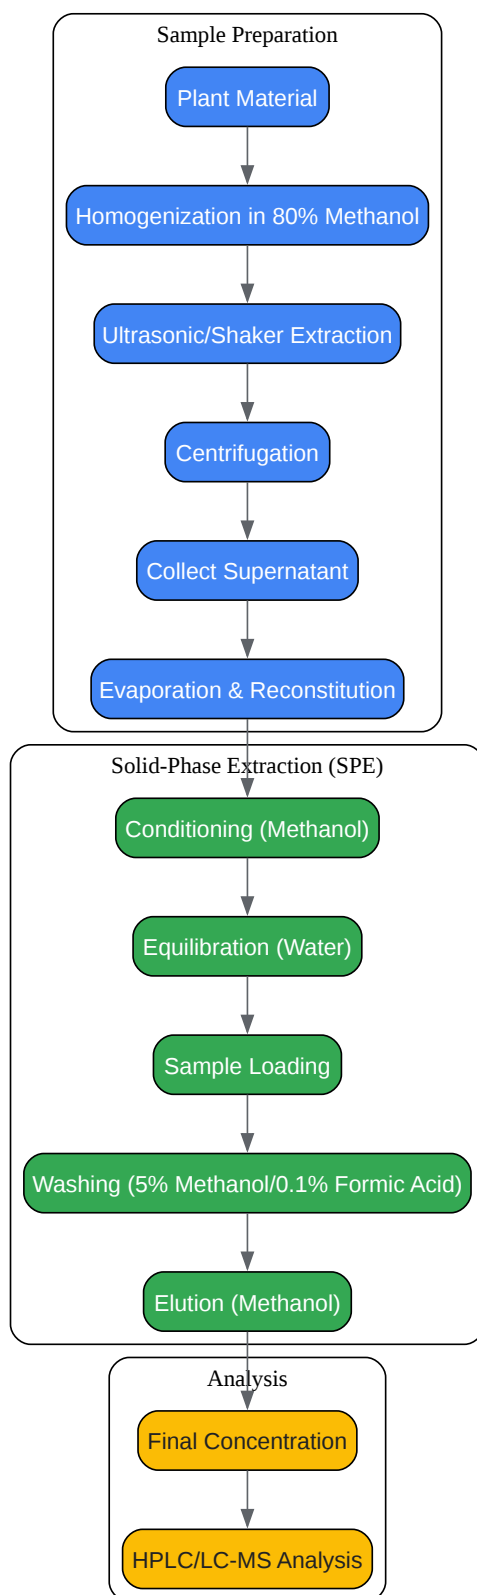 Sample Preparation
Plant Material
Homogenization in 80% Methanol
Ultrasonic/Shaker Extraction
Centrifugation
Collect Supernatant
Evaporation & Reconstitution
Solid-Phase Extraction (SPE)
Conditioning (Methanol)
Equilibration (Water)
Sample Loading
Washing (5% Methanol/0.1% Formic Acid)
Elution (Methanol)
Analysis
Final Concentration
HPLC/LC-MS Analysis